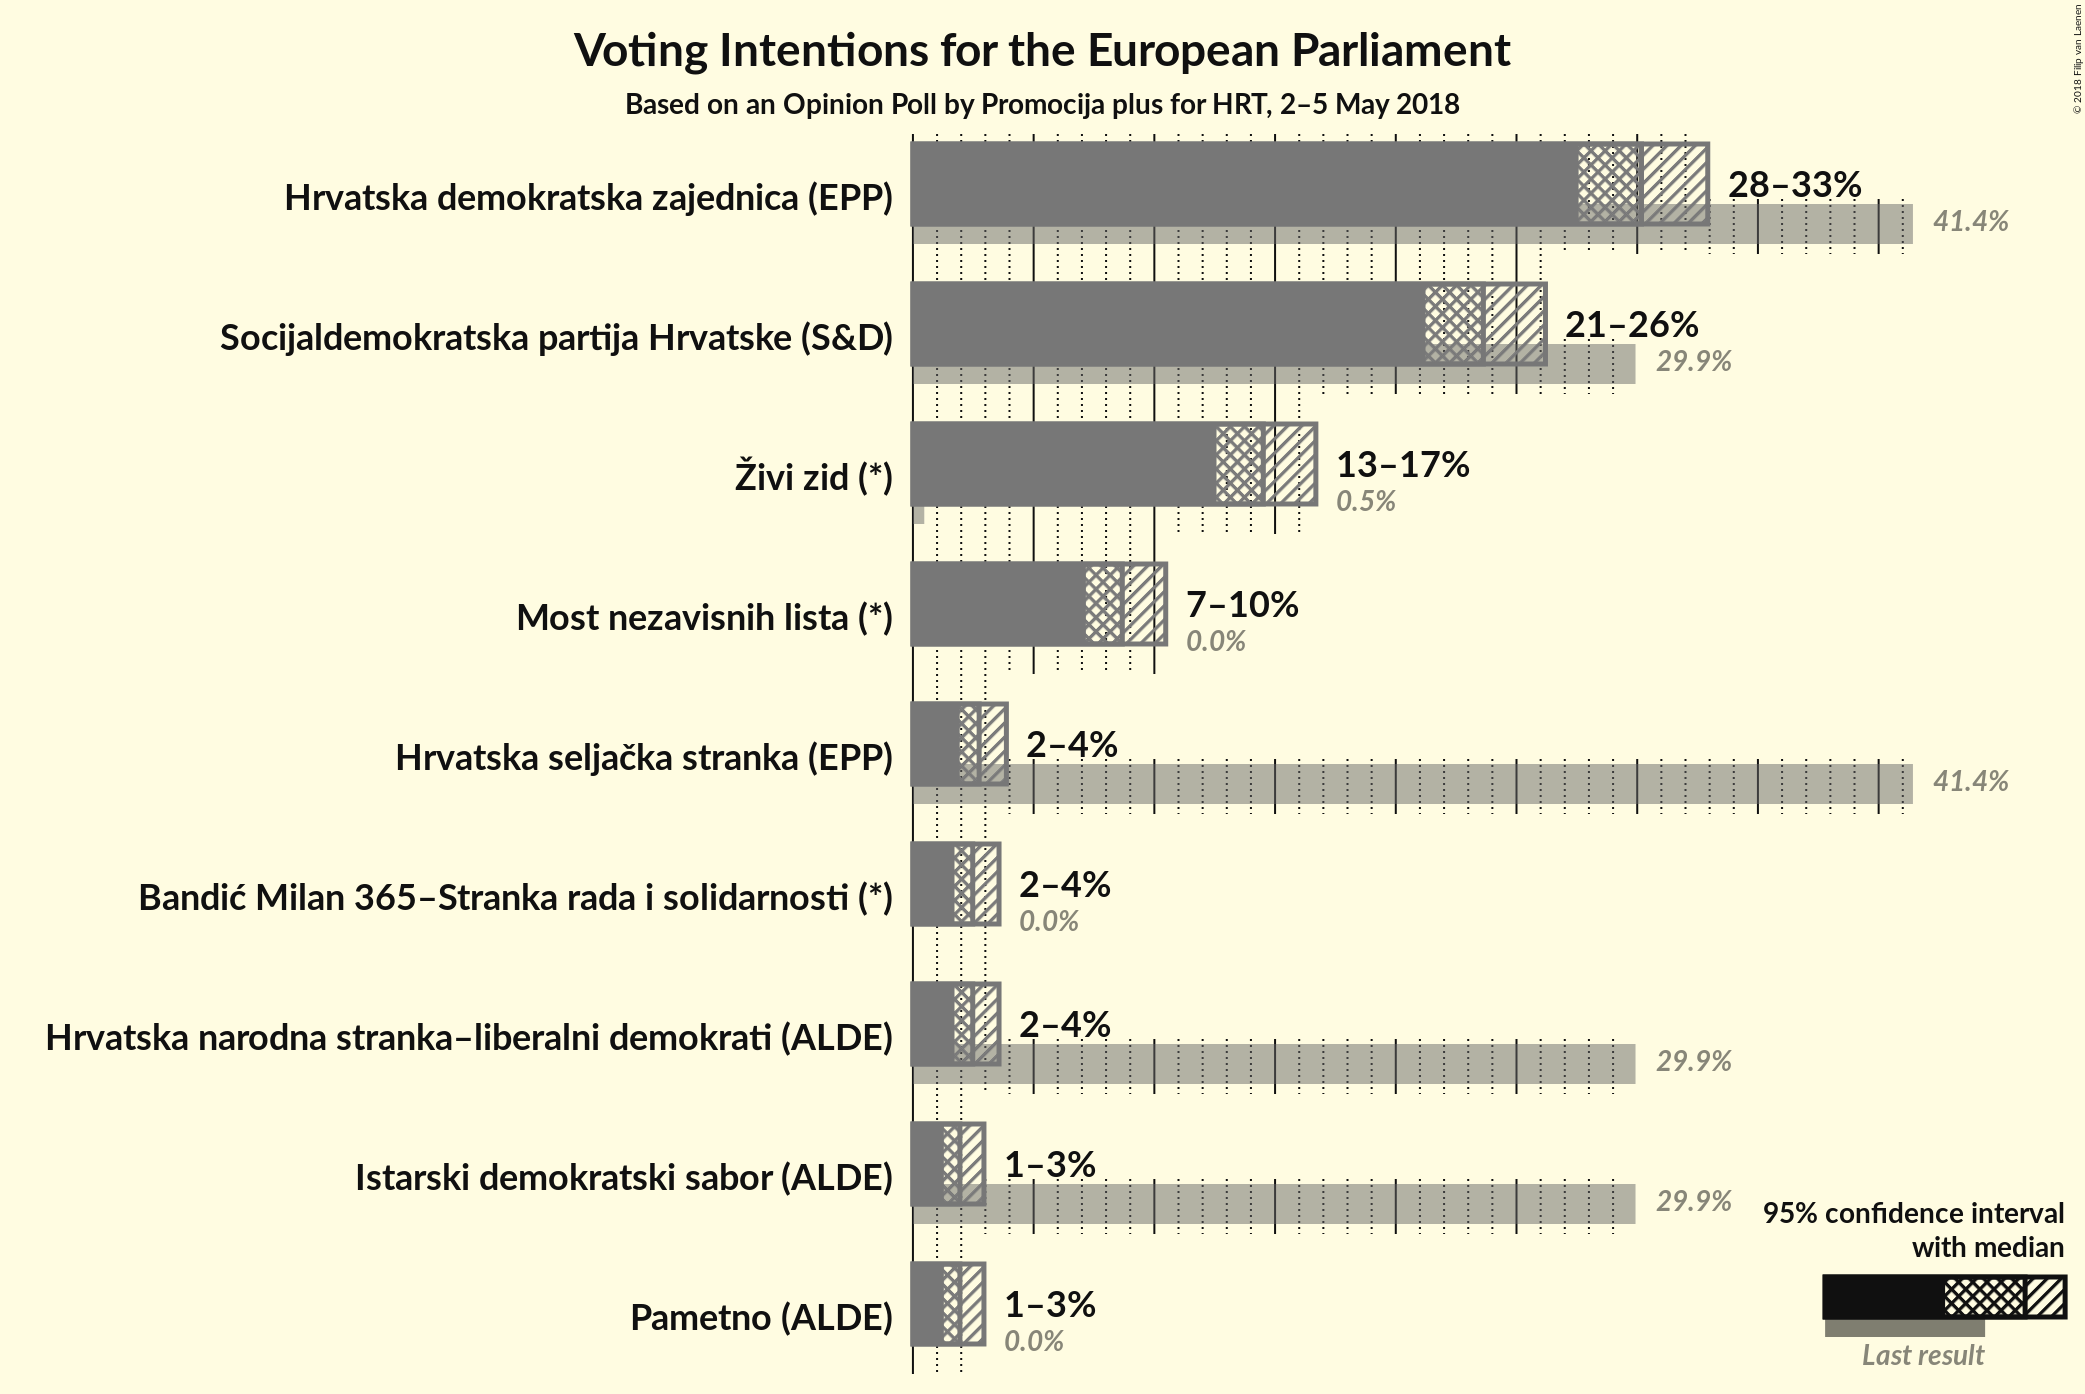 Voting Intentions for the European Parliament
Based on an Opinion Poll by Promocija plus for HRT, 2–5 May 2018
© 2018 Filip van Laenen
Hrvatska demokratska zajednica (EPP)
28–33%
41.4%
Socijaldemokratska partija Hrvatske (S&D)
21–26%
29.9%
Živi zid (*)
13–17%
0.5%
Most nezavisnih lista (*)
7–10%
0.0%
Hrvatska seljačka stranka (EPP)
2–4%
41.4%
Bandić Milan 365–Stranka rada i solidarnosti (*)
2–4%
0.0%
Hrvatska narodna stranka–liberalni demokrati (ALDE)
2–4%
29.9%
Istarski demokratski sabor (ALDE)
1–3%
29.9%
Pametno (ALDE)
1–3%
0.0%
95% confidence interval
with median
Last result